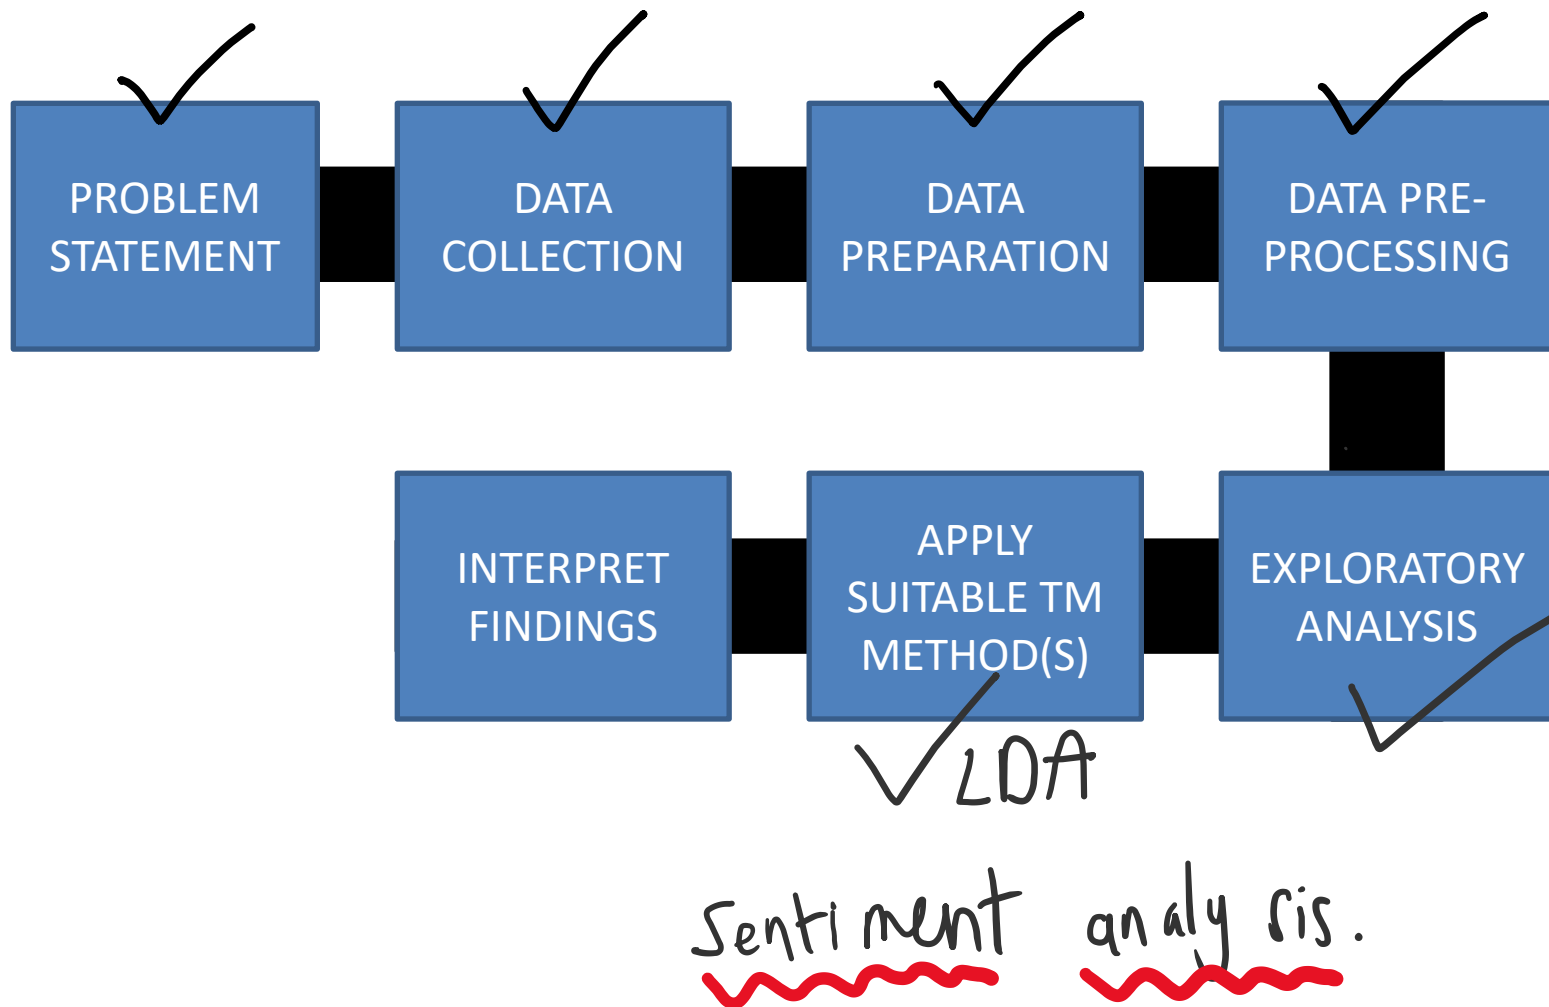 PROBLEM
STATEMENT
DATA
COLLECTION
DATA
PREPARATION
DATA PRE-
PROCESSING
INTERPRET
FINDINGS
APPLY
SUITABLE TM
METHOD(S)
EXPLORATORY
ANALYSIS
LDA
Sentiment analysis.